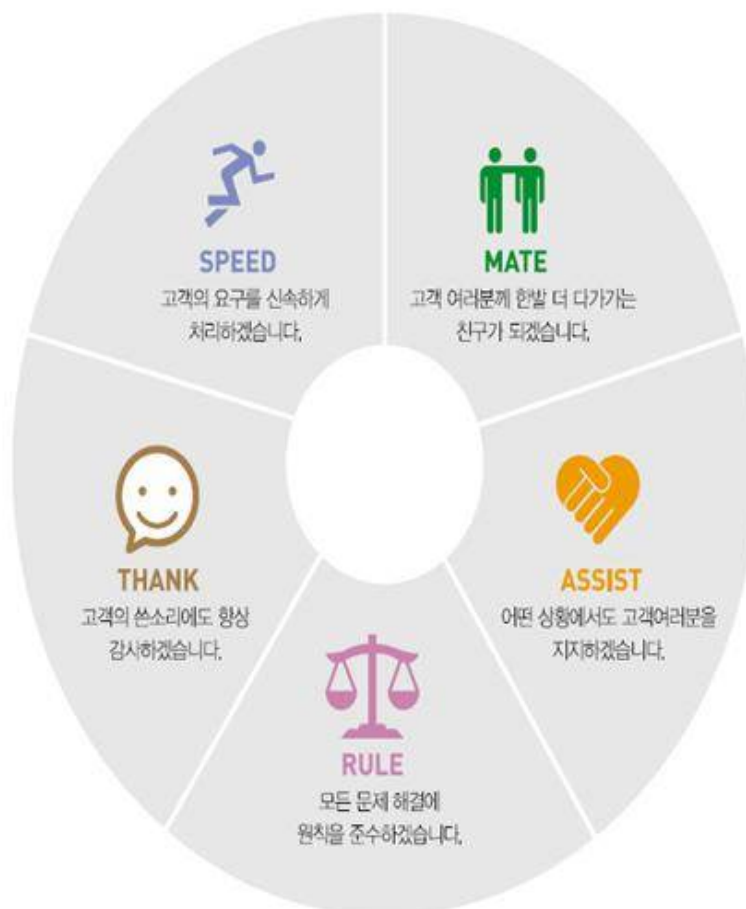 SPEED
고객의 요구를 신속하게
처리하겠습니다.
MATE
고객 여러분께 한발 더 다가가는
친구가 되겠습니다.
ASSIST
어떤 상황에서도 고객여러분을
지지하겠습니다.
RULE
모든 문제 해결에
원칙을 준수하겠습니다.
THANK
고객의 쓴소리에도 항상
감사하겠습니다.